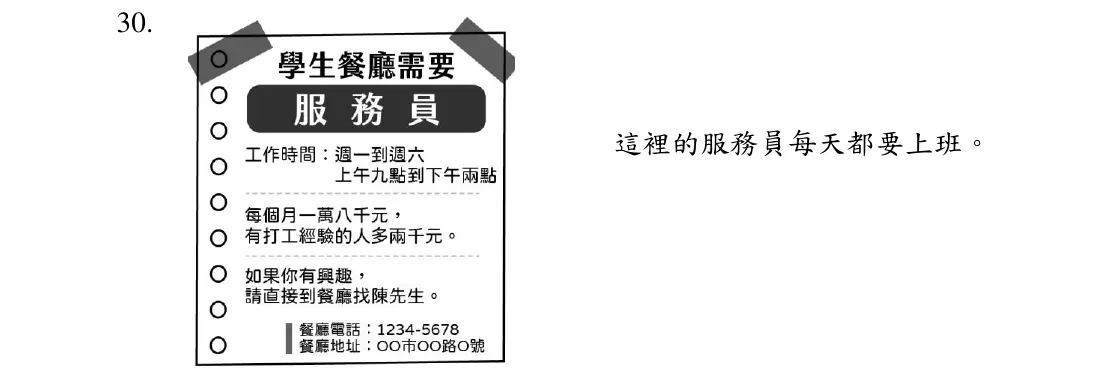 30.
學生餐廳需要
服務員
工作時間：週一到週六
上午九點到下午兩點
每個月一萬八千元，
有打工經驗的人多兩千元。
如果你有興趣，
請直接到餐廳找陳先生。
餐廳電話：1234-5678
餐廳地址：OO市OO路O號
這裡的服務員每天都要上班。